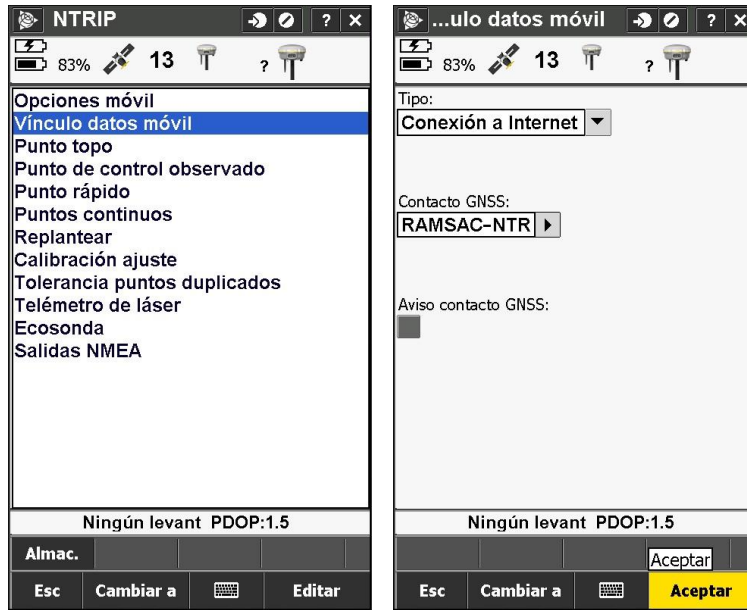 NTRIP
? ×
83% 13 ?
Opciones móvil
Vínculo datos móvil
Punto topo
Punto de control observado
Punto rápido
Puntos continuos
Replantear
Calibración ajuste
Tolerancia puntos duplicados
Telémetro de láser
Ecosonda
Salidas NMEA
Ningún levant PDOP:1.5
Almac.
Esc Cambiar a Editar
...ulo datos móvil
? ×
83% 13 ?
Tipo:
Conexión a Internet
Contacto GNSS:
RAMSAC-NTR
Aviso contacto GNSS:
Ningún levant PDOP:1.5
Aceptar
Esc Cambiar a Aceptar